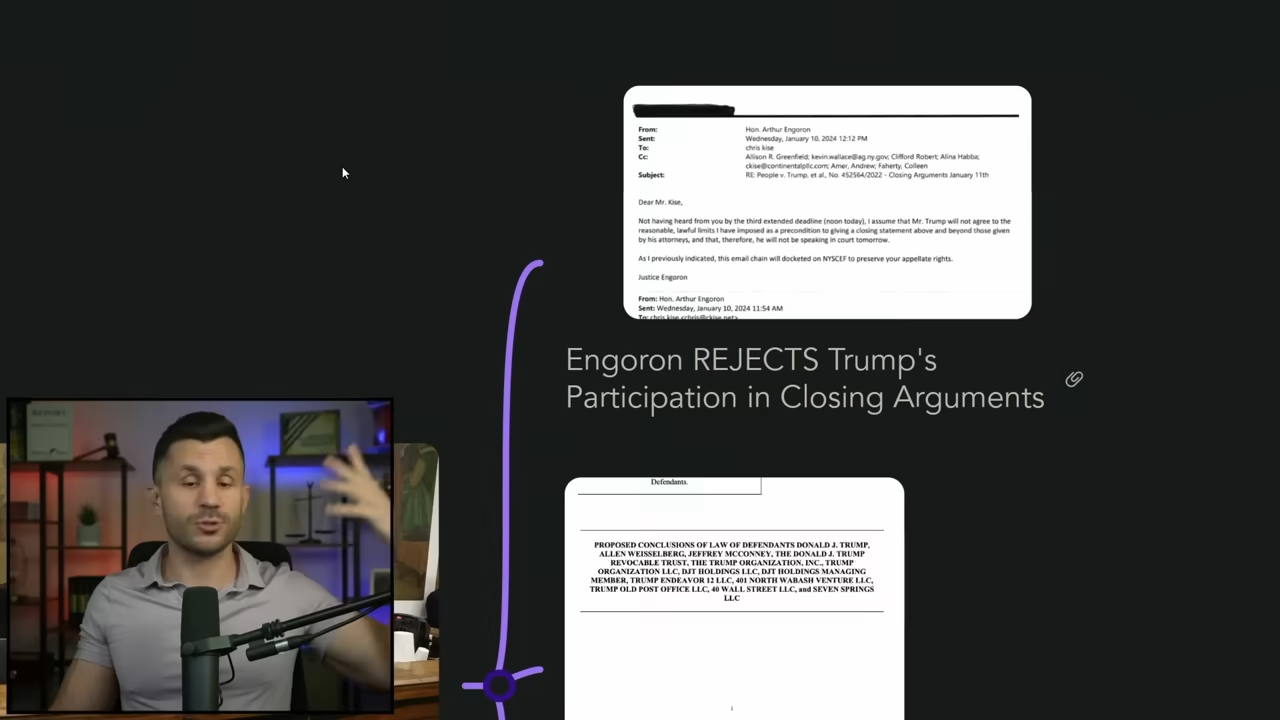 From: Hon. Arthur Engoron
Sent: Wednesday, January 10, 2024 12:12 PM
To: chris kise
Cc: Allison R. Greenfield; kevin.wallace@ag.ny.gov; Clifford Robert; Alina Habba;
ckise@continentalpllc.com; Amer, Andrew; Faherty, Colleen
Subject: RE: People v. Trump, et al., No. 452564/2022 - Closing Arguments January 11th
Dear Mr. Kise,
Not having heard from you by the third extended deadline (noon today), I assume that Mr. Trump will not agree to the
reasonable, lawful limits I have imposed as a precondition to giving a closing statement above and beyond those given
by his attorneys, and that, therefore, he will not be speaking in court tomorrow.
As I previously indicated, this email chain will docketed on NYSCEF to preserve your appellate rights.
Justice Engoron
From: Hon. Arthur Engoron
Sent: Wednesday, January 10, 2024 11:54 AM
To: chris kise <chris@ckise.net>
Engoron REJECTS Trump's
Participation in Closing Arguments
Defendants.
PROPOSED CONCLUSIONS OF LAW OF DEFENDANTS DONALD J. TRUMP,
ALLEN WEISSELBERG, JEFFREY MCCONNEY, THE DONALD J. TRUMP
REVOCABLE TRUST, THE TRUMP ORGANIZATION, INC., TRUMP
ORGANIZATION LLC, DJT HOLDINGS LLC, DJT HOLDINGS MANAGING
MEMBER, TRUMP ENDEAVOR 12 LLC, 401 NORTH WABASH VENTURE LLC,
TRUMP OLD POST OFFICE LLC, 40 WALL STREET LLC, and SEVEN SPRINGS
LLC
i